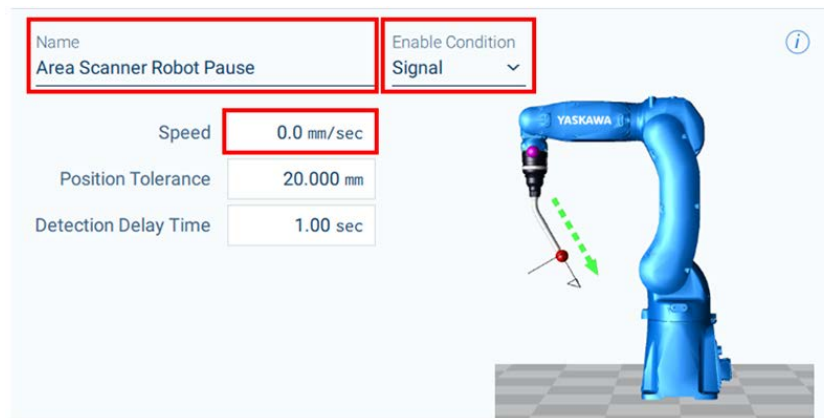 Name
Area Scanner Robot Pause
Enable Condition
Signal
i
Speed
0.0 mm/sec
Position Tolerance
20.000 mm
Detection Delay Time
1.00 sec
YASKAWA